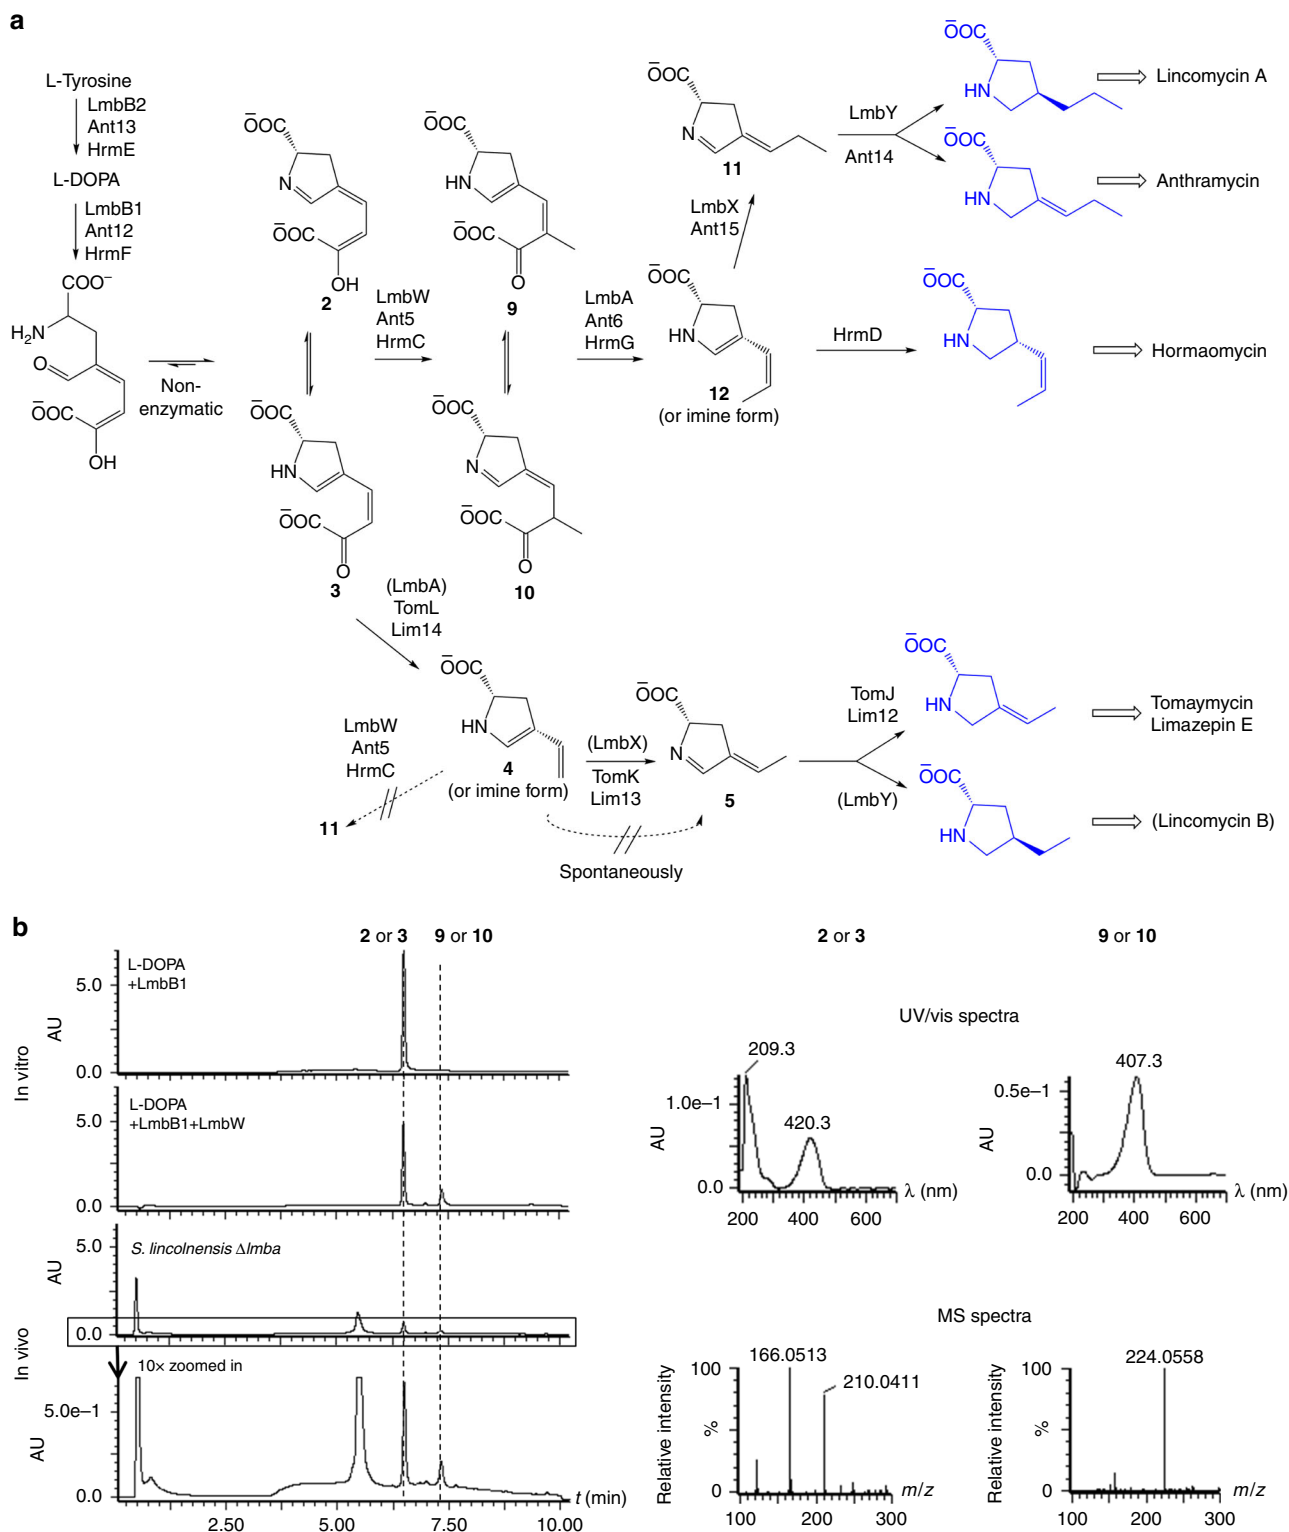 a
L-Tyrosine
LmbB2
Ant13
HrmE
L-DOPA
LmbB1
Ant12
HrmF
COO⁻
H₂N
O
⁻OOC
OH
Non-
enzymatic
⁻OOC
N
⁻OOC
OH
2
⁻OOC
HN
⁻OOC
O
3
LmbW
Ant5
HrmC
⁻OOC
HN
⁻OOC
O
9
⁻OOC
N
⁻OOC
O
10
LmbA
Ant6
HrmG
⁻OOC
HN
12
(or imine form)
LmbX
Ant15
⁻OOC
N
11
LmbY
Ant14
⁻OOC
HN
Lincomycin A
⁻OOC
HN
Anthramycin
HrmD
⁻OOC
HN
Hormaomycin
(LmbA)
TomL
Lim14
⁻OOC
HN
4
(or imine form)
LmbW
Ant5
HrmC
11
(LmbX)
TomK
Lim13
Spontaneously
⁻OOC
N
5
TomJ
Lim12
(LmbY)
⁻OOC
HN
Tomaymycin
Limazepin E
⁻OOC
HN
(Lincomycin B)
b
2 or 3 9 or 10
In vitro
AU
5.0
0.0
L-DOPA
+LmbB1
5.0
0.0
L-DOPA
+LmbB1+LmbW
In vivo
AU
5.0
0.0
S. lincolnensis Δlmba
10× zoomed in
AU
5.0e–1
0.0
2.50 5.00 7.50 10.00
t (min)
2 or 3 9 or 10
UV/vis spectra
AU
1.0e–1
0.0
209.3
420.3
200 400 600
λ (nm)
AU
0.5e–1
0.0
407.3
200 400 600
λ (nm)
MS spectra
Relative intensity
%
100
0
166.0513
210.0411
100 200 300
m/z
Relative intensity
%
100
0
224.0558
100 200 300
m/z